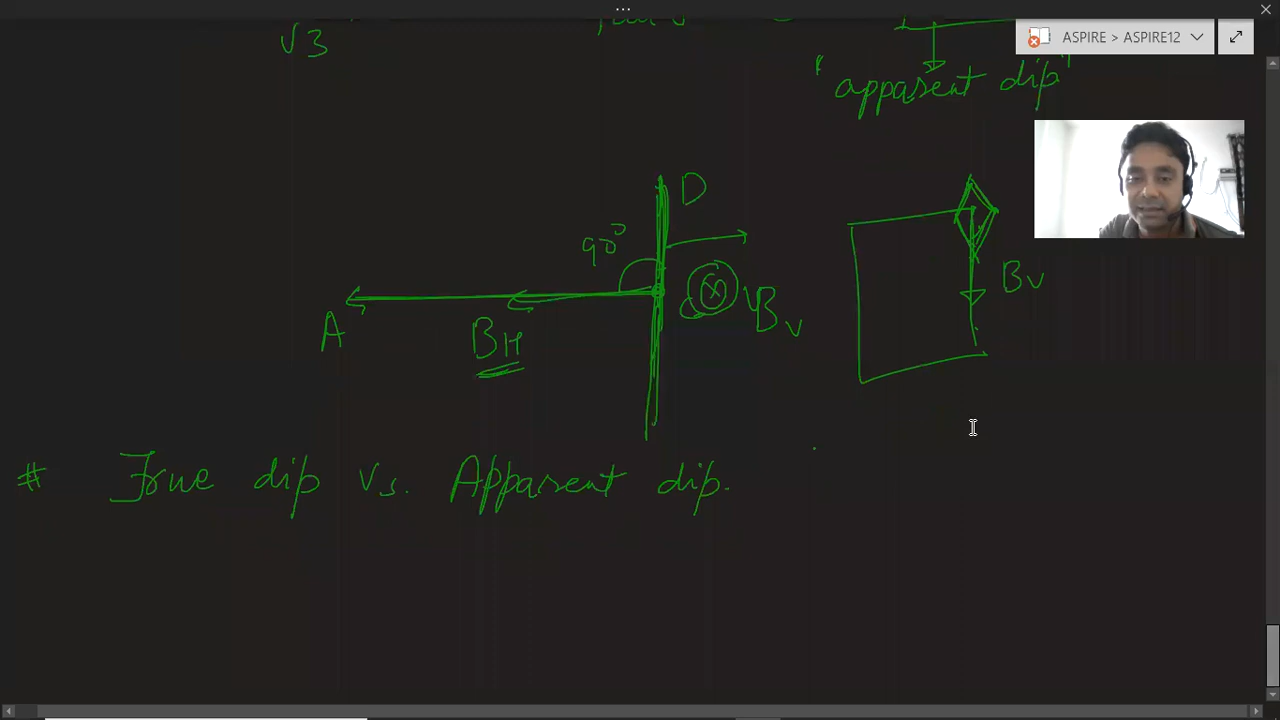 ASPIRE > ASPIRE12
√3
"apparent dip"
D
90°
Bv
A
BH
Bv
# True dip Vs. Apparent dip.